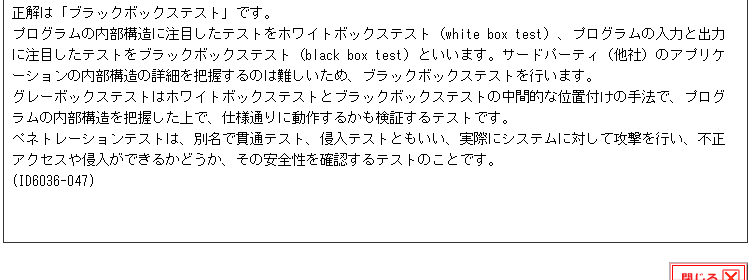 正解は「ブラックボックステスト」です。
プログラムの内部構造に注目したテストをホワイトボックステスト（white box test）、プログラムの入力と出力
に注目したテストをブラックボックステスト（black box test）といいます。サードパーティ（他社）のアプリケ
ーションの内部構造の詳細を把握するのは難しいため、ブラックボックステストを行います。
グレーボックステストはホワイトボックステストとブラックボックステストの中間的な位置付けの手法で、プログ
ラムの内部構造を把握した上で、仕様通りに動作するかも検証するテストです。
ペネトレーションテストは、別名で貫通テスト、侵入テストともいい、実際にシステムに対して攻撃を行い、不正
アクセスや侵入ができるかどうか、その安全性を確認するテストのことです。
(ID6036-047)
閉じる